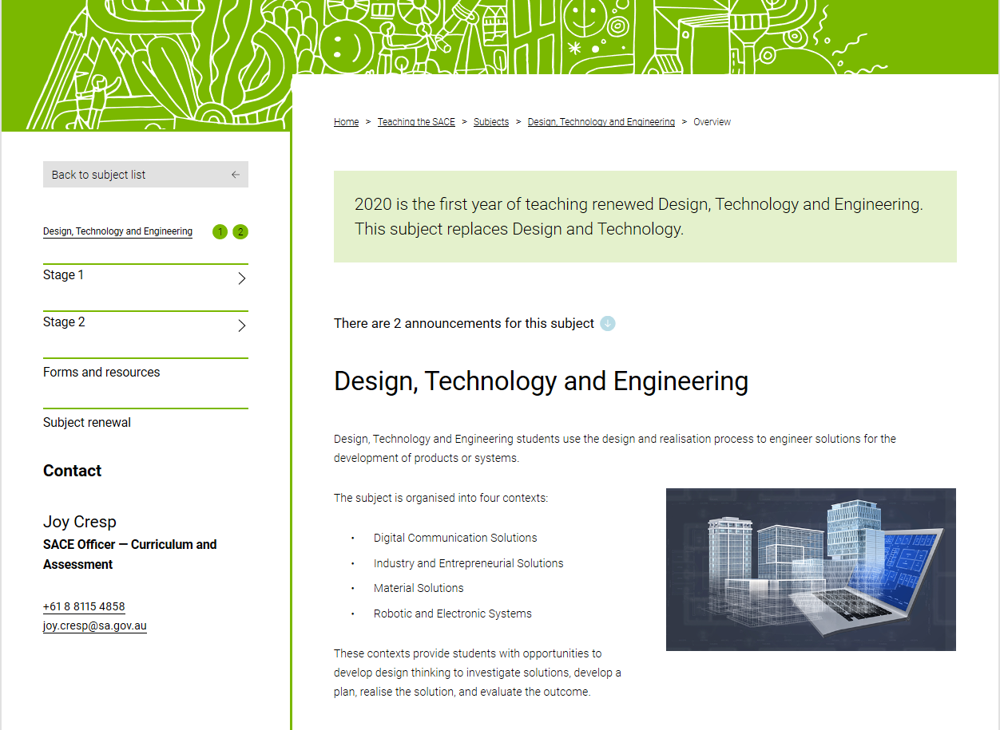 Home > Teaching the SACE > Subjects > Design, Technology and Engineering > Overview
Back to subject list ←
Design, Technology and Engineering 1 2
Stage 1
Stage 2
Forms and resources
Subject renewal
Contact
Joy Cresp
SACE Officer — Curriculum and
Assessment
+61 8 8115 4858
joy.cresp@sa.gov.au
2020 is the first year of teaching renewed Design, Technology and Engineering.
This subject replaces Design and Technology.
There are 2 announcements for this subject
Design, Technology and Engineering
Design, Technology and Engineering students use the design and realisation process to engineer solutions for the
development of products or systems.
The subject is organised into four contexts:
• Digital Communication Solutions
• Industry and Entrepreneurial Solutions
• Material Solutions
• Robotic and Electronic Systems
These contexts provide students with opportunities to
develop design thinking to investigate solutions, develop a
plan, realise the solution, and evaluate the outcome.